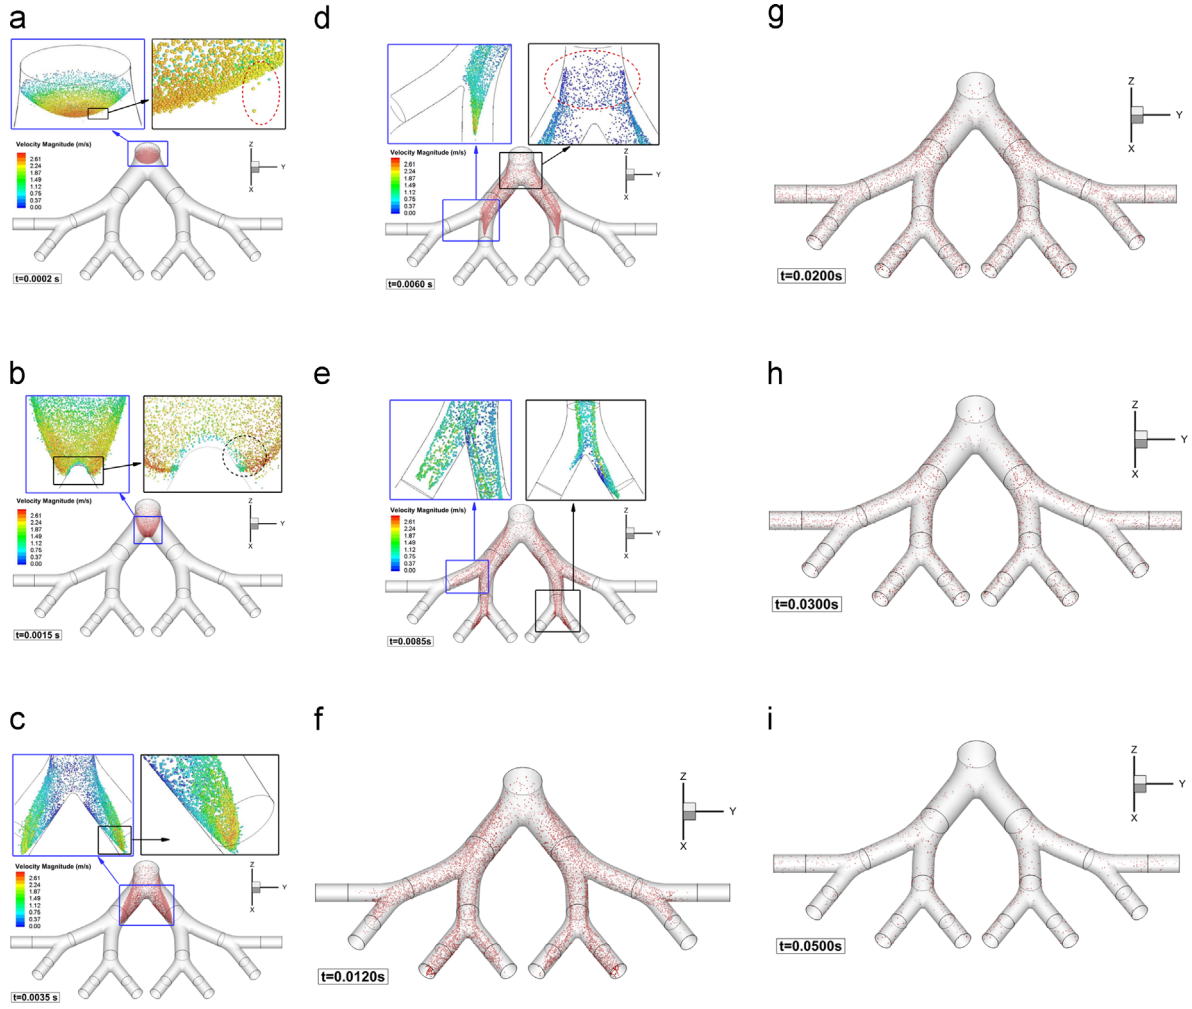 a
Velocity Magnitude (m/s)
2.61
2.24
1.87
1.49
1.12
0.75
0.37
0.00
Z
Y
X
t=0.0002 s
b
Velocity Magnitude (m/s)
2.61
2.24
1.87
1.49
1.12
0.75
0.37
0.00
Z
Y
X
t=0.0015 s
c
Velocity Magnitude (m/s)
2.61
2.24
1.87
1.49
1.12
0.75
0.37
0.00
Z
Y
X
t=0.0035 s
d
Velocity Magnitude (m/s)
2.61
2.24
1.87
1.49
1.12
0.75
0.37
0.00
Z
Y
X
t=0.0060 s
e
Velocity Magnitude (m/s)
2.61
2.24
1.87
1.49
1.12
0.75
0.37
0.00
Z
Y
X
t=0.0085s
f
Z
Y
X
t=0.0120s
g
Z
Y
X
t=0.0200s
h
Z
Y
X
t=0.0300s
i
Z
Y
X
t=0.0500s